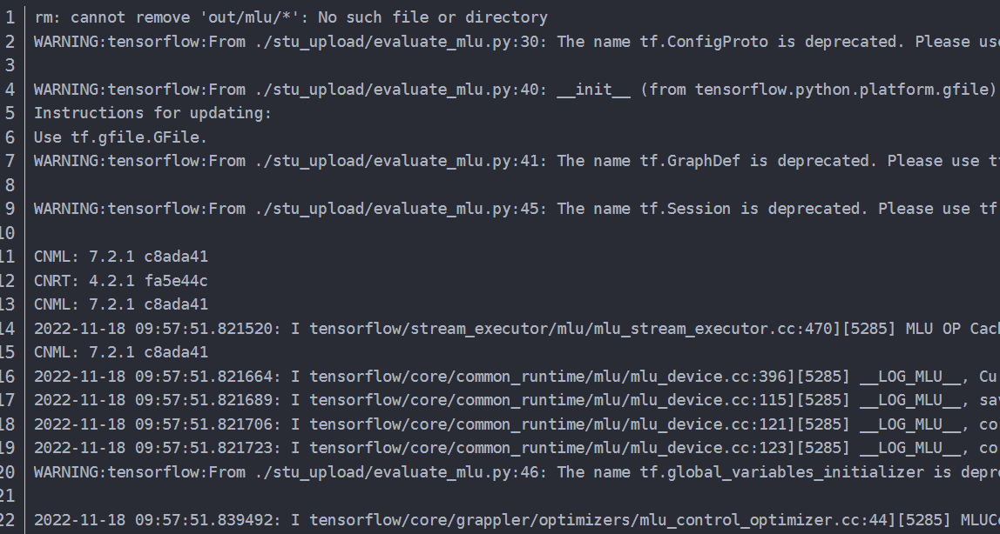 1 rm: cannot remove 'out/mlu/*': No such file or directory
2 WARNING:tensorflow:From ./stu_upload/evaluate_mlu.py:30: The name tf.ConfigProto is deprecated. Please us
3
4 WARNING:tensorflow:From ./stu_upload/evaluate_mlu.py:40: __init__ (from tensorflow.python.platform.gfile)
5 Instructions for updating:
6 Use tf.gfile.GFile.
7 WARNING:tensorflow:From ./stu_upload/evaluate_mlu.py:41: The name tf.GraphDef is deprecated. Please use t
8
9 WARNING:tensorflow:From ./stu_upload/evaluate_mlu.py:45: The name tf.Session is deprecated. Please use tf
10
11 CNML: 7.2.1 c8ada41
12 CNRT: 4.2.1 fa5e44c
13 CNML: 7.2.1 c8ada41
14 2022-11-18 09:57:51.821520: I tensorflow/stream_executor/mlu/mlu_stream_executor.cc:470][5285] MLU OP Cac
15 CNML: 7.2.1 c8ada41
16 2022-11-18 09:57:51.821664: I tensorflow/core/common_runtime/mlu/mlu_device.cc:396][5285] __LOG_MLU__, Cu
17 2022-11-18 09:57:51.821689: I tensorflow/core/common_runtime/mlu/mlu_device.cc:115][5285] __LOG_MLU__, sa
18 2022-11-18 09:57:51.821706: I tensorflow/core/common_runtime/mlu/mlu_device.cc:121][5285] __LOG_MLU__, co
19 2022-11-18 09:57:51.821723: I tensorflow/core/common_runtime/mlu/mlu_device.cc:123][5285] __LOG_MLU__, co
20 WARNING:tensorflow:From ./stu_upload/evaluate_mlu.py:46: The name tf.global_variables_initializer is depr
21
22 2022-11-18 09:57:51.839492: I tensorflow/core/grappler/optimizers/mlu_control_optimizer.cc:44][5285] MLUC